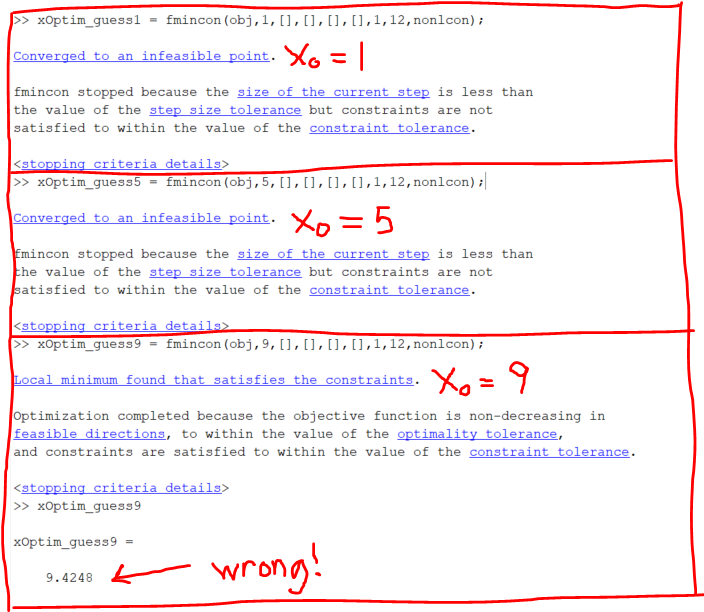 >> xOptim_guess1 = fmincon(obj,1,[],[],[],[],1,12,nonlcon);
Converged to an infeasible point. x₀ = 1
fmincon stopped because the size of the current step is less than
the value of the step size tolerance but constraints are not
satisfied to within the value of the constraint tolerance.
<stopping criteria details>
>> xOptim_guess5 = fmincon(obj,5,[],[],[],[],1,12,nonlcon);
Converged to an infeasible point. x₀ = 5
fmincon stopped because the size of the current step is less than
the value of the step size tolerance but constraints are not
satisfied to within the value of the constraint tolerance.
<stopping criteria details>
>> xOptim_guess9 = fmincon(obj,9,[],[],[],[],1,12,nonlcon);
Local minimum found that satisfies the constraints. x₀ = 9
Optimization completed because the objective function is non-decreasing in
feasible directions, to within the value of the optimality tolerance,
and constraints are satisfied to within the value of the constraint tolerance.
<stopping criteria details>
>> xOptim_guess9
xOptim_guess9 =
9.4248 wrong!